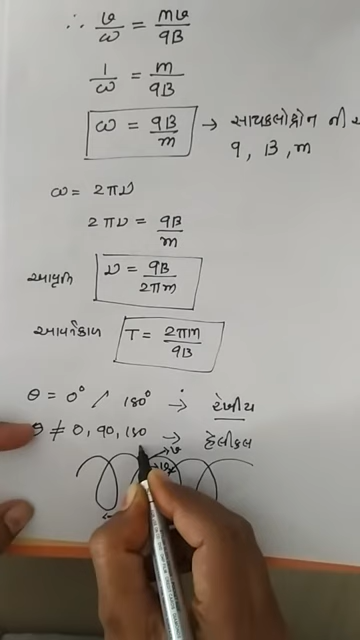 ∴ v/ω = mv/qB
1/ω = m/qB
ω = qB/m → સાયક્લોટ્રોન ની
q, B, m
ω = 2πν
2πν = qB/m
આવૃત્તિ ν = qB/2πm
આવર્તકાળ T = 2πm/qB
θ = 0° / 180° → રેખીય
θ ≠ 0, 90, 180 → હેલીકલ
v